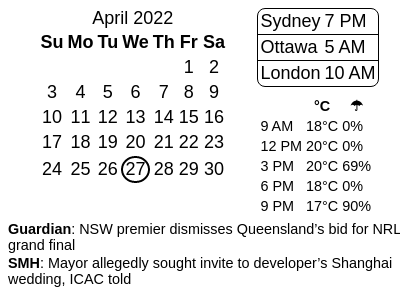 April 2022
Su Mo Tu We Th Fr Sa
1 2
3 4 5 6 7 8 9
10 11 12 13 14 15 16
17 18 19 20 21 22 23
24 25 26 27 28 29 30
Sydney 7 PM
Ottawa 5 AM
London 10 AM
°C ☂
9 AM 18°C 0%
12 PM 20°C 0%
3 PM 20°C 69%
6 PM 18°C 0%
9 PM 17°C 90%
Guardian: NSW premier dismisses Queensland’s bid for NRL
grand final
SMH: Mayor allegedly sought invite to developer’s Shanghai
wedding, ICAC told